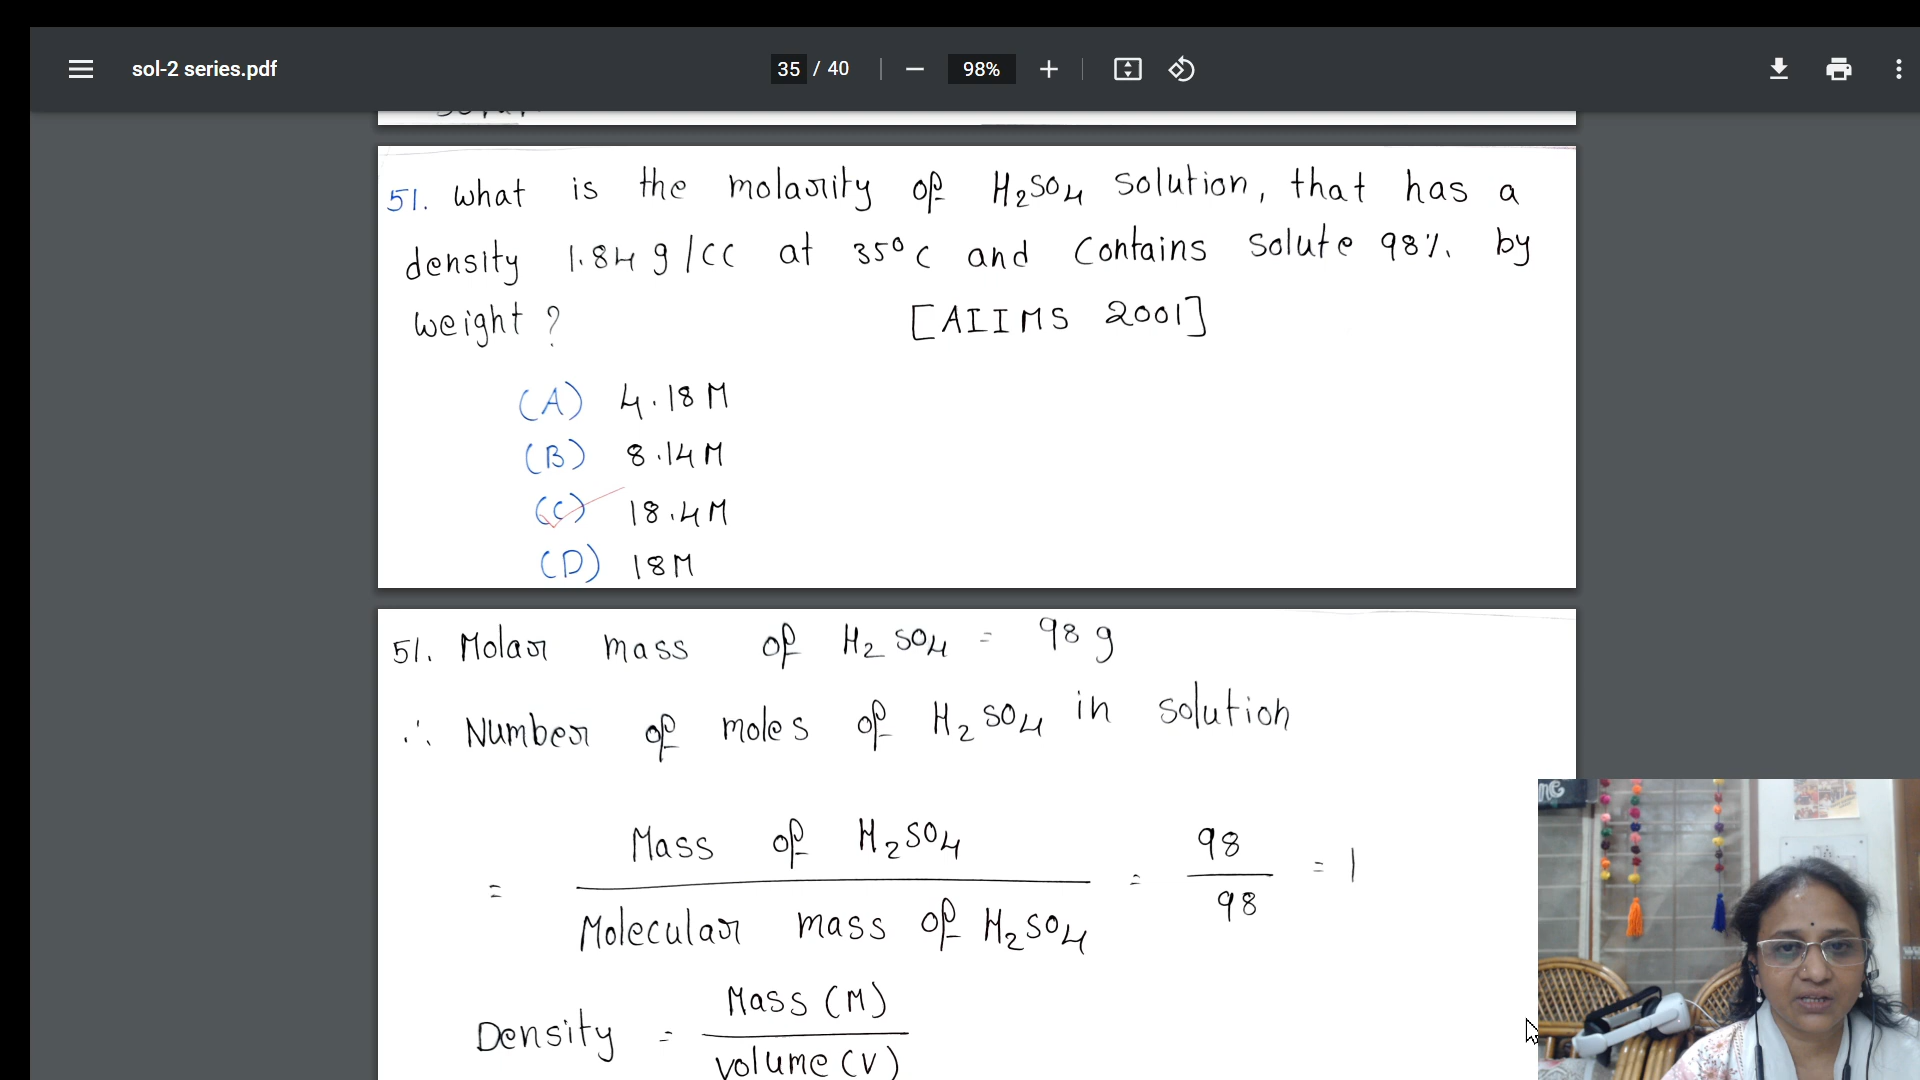 sol-2 series.pdf
35 / 40
98%
51. What is the molarity of H2SO4 solution, that has a
density 1.84 g/cc at 35°C and contains solute 98% by
weight ? [AIIMS 2001]
(A) 4.18 M
(B) 8.14 M
(C) 18.4 M
(D) 18 M
51. Molar mass of H2SO4 = 98 g
∴ Number of moles of H2SO4 in solution
= Mass of H2SO4 / Molecular mass of H2SO4 = 98 / 98 = 1
Density = Mass (M) / volume (V)